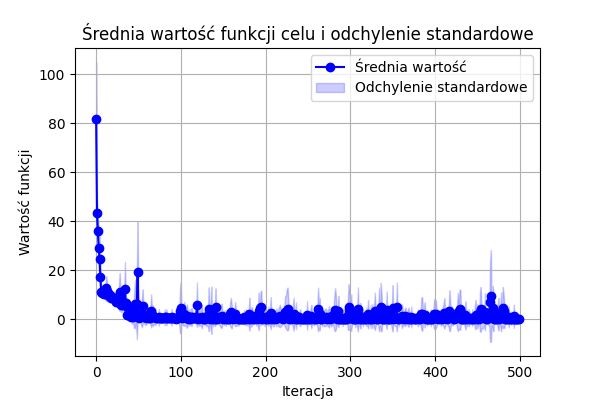 Średnia wartość funkcji celu i odchylenie standardowe
Średnia wartość
Odchylenie standardowe
Wartość funkcji
100
80
60
40
20
0
0 100 200 300 400 500
Iteracja